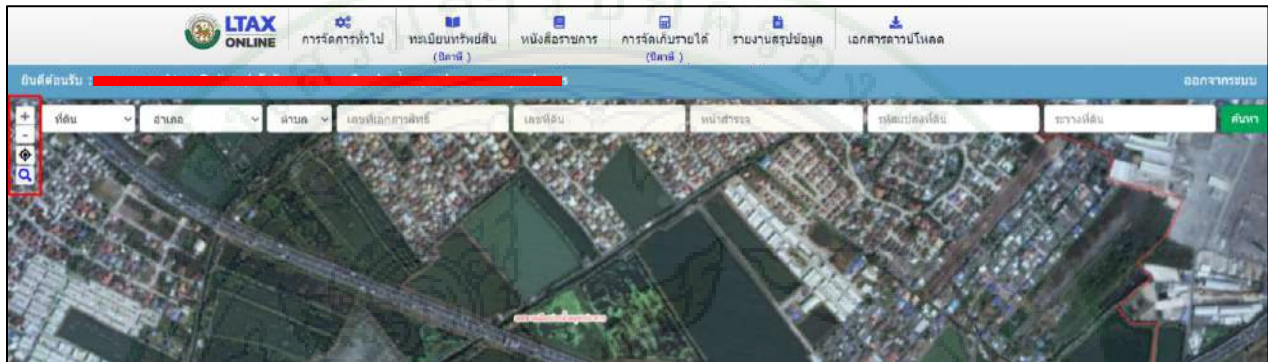 LTAX
ONLINE
การจัดการทั่วไป
ทะเบียนทรัพย์สิน
(ปีภาษี )
หนังสือราชการ
การจัดเก็บรายได้
(ปีภาษี )
รายงานสรุปข้อมูล
เอกสารดาวน์โหลด
ยินดีต้อนรับ :
ออกจากระบบ
+
-
ที่ดิน
อำเภอ
ตำบล
เลขที่เอกสารสิทธิ์
เลขที่ดิน
หน้าสำรวจ
รหัสแปลงที่ดิน
ระวางที่ดิน
ค้นหา